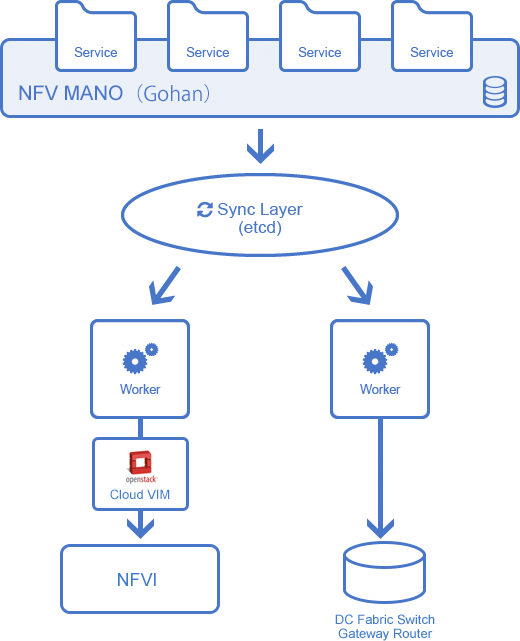 Service
Service
Service
Service
NFV MANO（Gohan）
Sync Layer
(etcd)
Worker
Worker
openstack
Cloud VIM
NFVI
DC Fabric Switch
Gateway Router